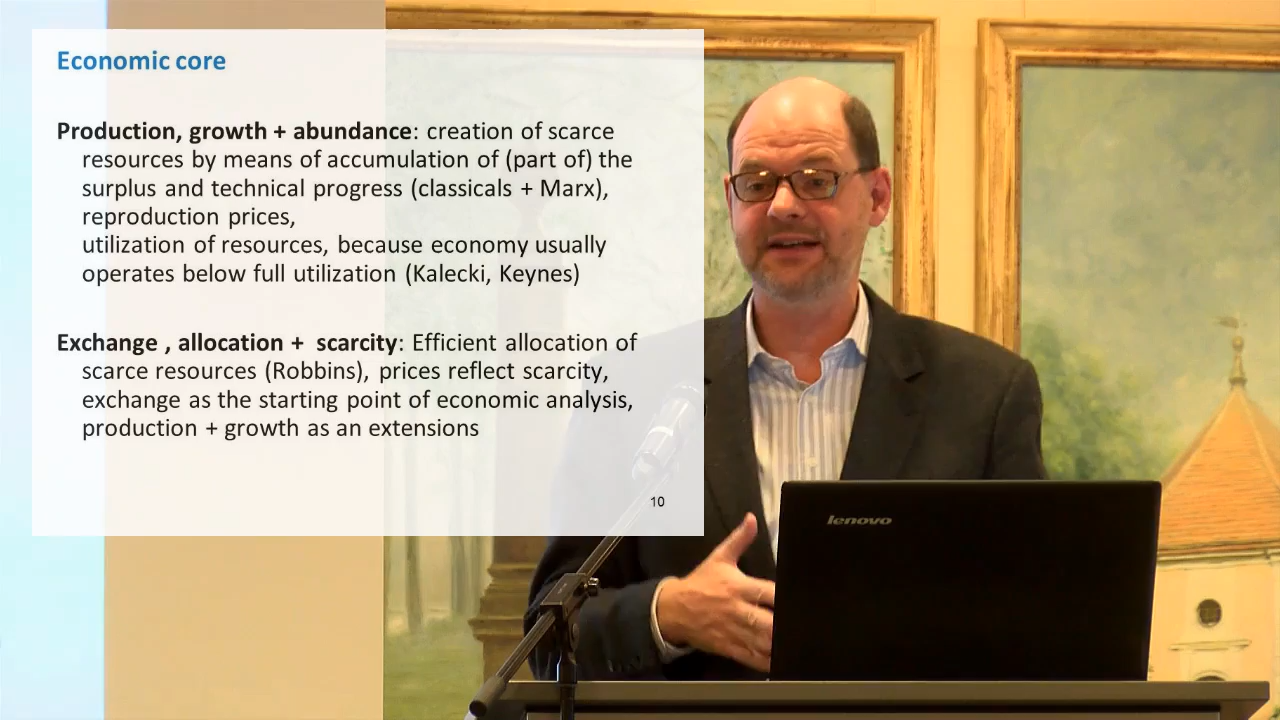 Economic core
Production, growth + abundance: creation of scarce
resources by means of accumulation of (part of) the
surplus and technical progress (classicals + Marx),
reproduction prices,
utilization of resources, because economy usually
operates below full utilization (Kalecki, Keynes)
Exchange , allocation +  scarcity: Efficient allocation of
scarce resources (Robbins), prices reflect scarcity,
exchange as the starting point of economic analysis,
production + growth as an extensions
10
lenovo